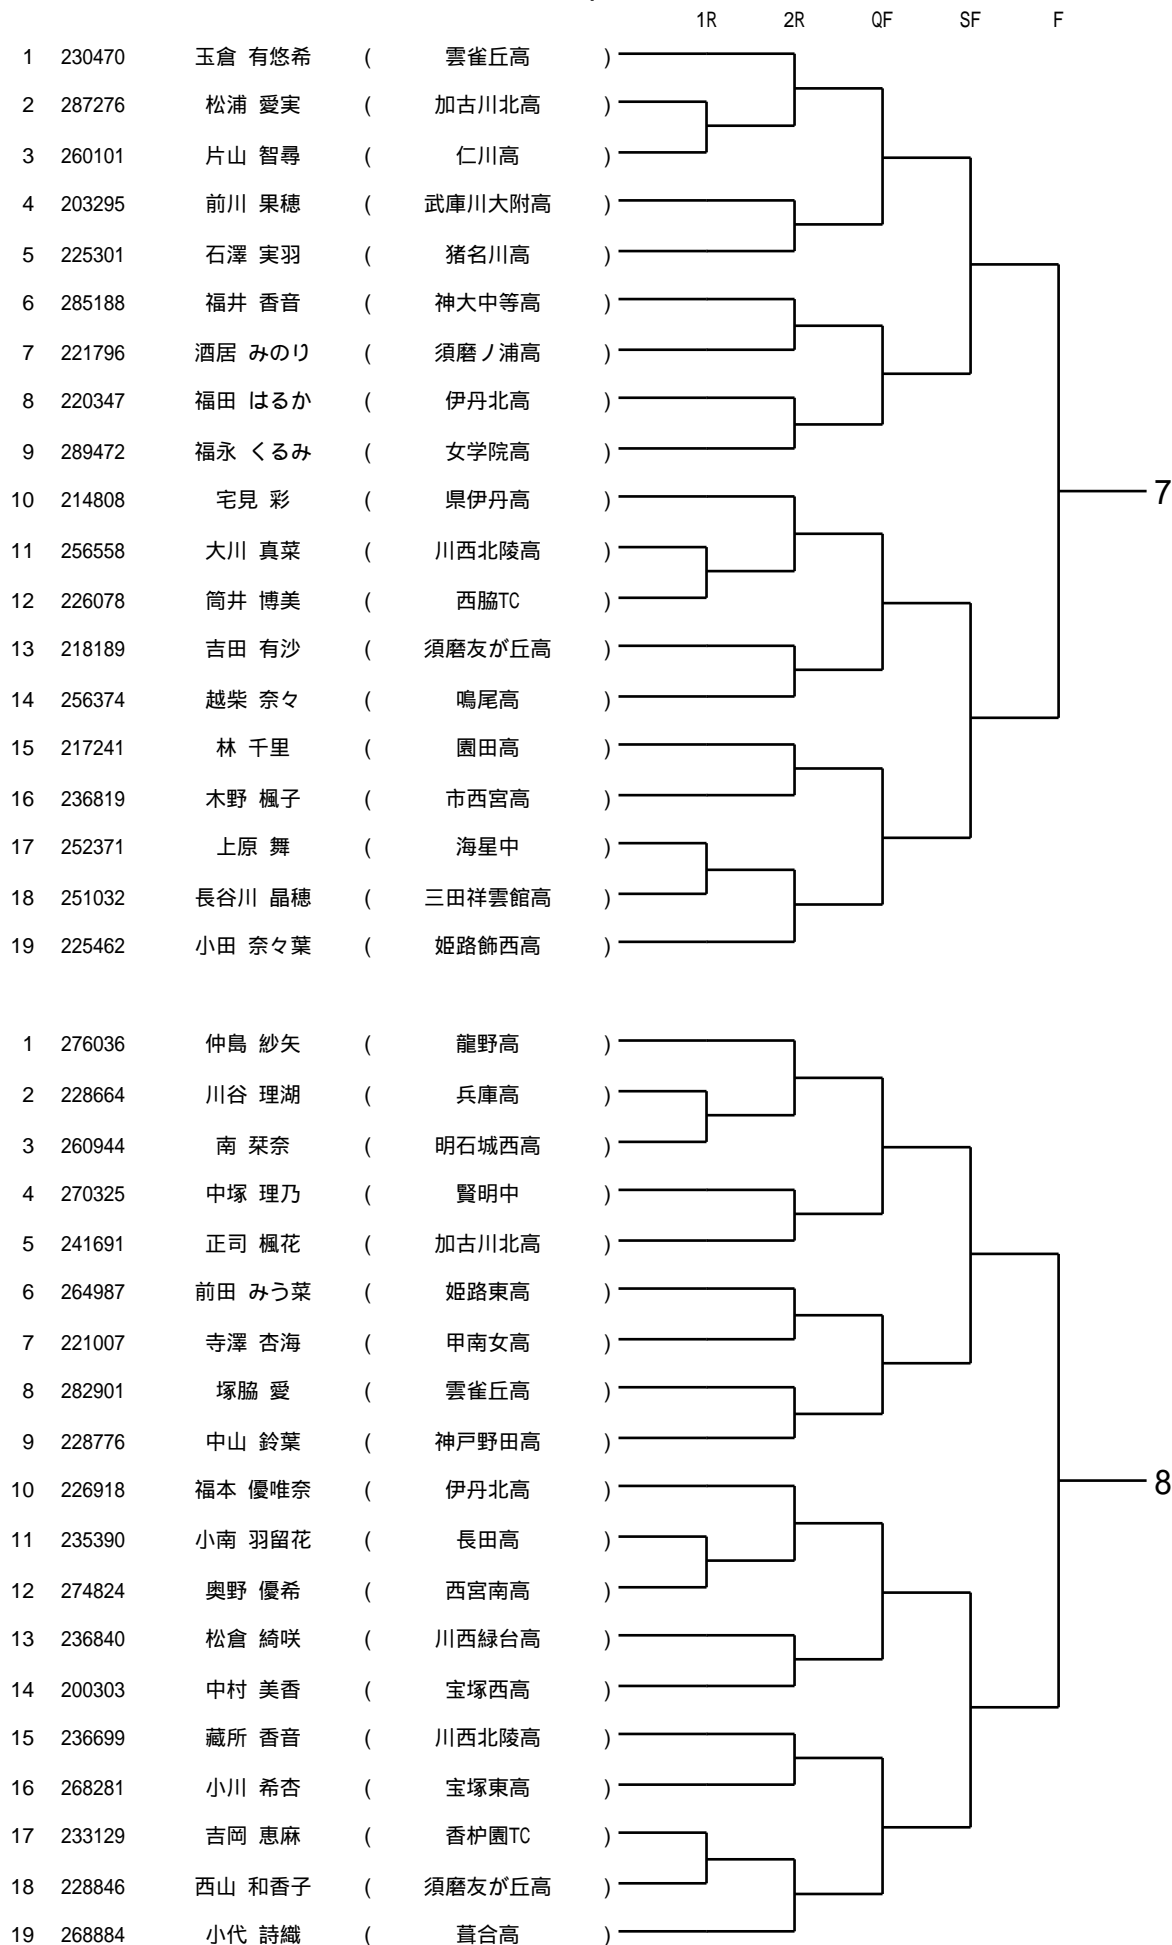 1R 2R QF SF F
1 230470 玉倉 有悠希 ( 雲雀丘高 )
2 287276 松浦 愛実 ( 加古川北高 )
3 260101 片山 智尋 ( 仁川高 )
4 203295 前川 果穂 ( 武庫川大附高 )
5 225301 石澤 実羽 ( 猪名川高 )
6 285188 福井 香音 ( 神大中等高 )
7 221796 酒居 みのり ( 須磨ノ浦高 )
8 220347 福田 はるか ( 伊丹北高 )
9 289472 福永 くるみ ( 女学院高 )
10 214808 宅見 彩 ( 県伊丹高 )
7
11 256558 大川 真菜 ( 川西北陵高 )
12 226078 筒井 博美 ( 西脇TC )
13 218189 吉田 有沙 ( 須磨友が丘高 )
14 256374 越柴 奈々 ( 鳴尾高 )
15 217241 林 千里 ( 園田高 )
16 236819 木野 楓子 ( 市西宮高 )
17 252371 上原 舞 ( 海星中 )
18 251032 長谷川 晶穂 ( 三田祥雲館高 )
19 225462 小田 奈々葉 ( 姫路飾西高 )
1 276036 仲島 紗矢 ( 龍野高 )
2 228664 川谷 理湖 ( 兵庫高 )
3 260944 南 栞奈 ( 明石城西高 )
4 270325 中塚 理乃 ( 賢明中 )
5 241691 正司 楓花 ( 加古川北高 )
6 264987 前田 みう菜 ( 姫路東高 )
7 221007 寺澤 杏海 ( 甲南女高 )
8 282901 塚脇 愛 ( 雲雀丘高 )
9 228776 中山 鈴葉 ( 神戸野田高 )
10 226918 福本 優唯奈 ( 伊丹北高 )
8
11 235390 小南 羽留花 ( 長田高 )
12 274824 奥野 優希 ( 西宮南高 )
13 236840 松倉 綺咲 ( 川西緑台高 )
14 200303 中村 美香 ( 宝塚西高 )
15 236699 藏所 香音 ( 川西北陵高 )
16 268281 小川 希杏 ( 宝塚東高 )
17 233129 吉岡 恵麻 ( 香枦園TC )
18 228846 西山 和香子 ( 須磨友が丘高 )
19 268884 小代 詩織 ( 葺合高 )